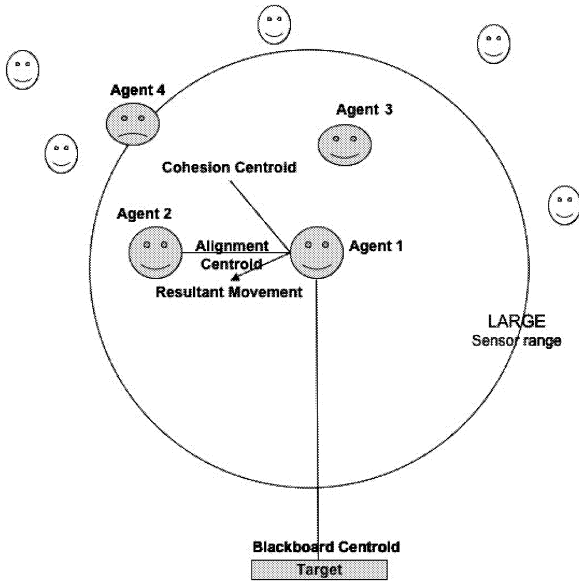 Agent 4
Agent 3
Cohesion Centroid
Agent 2
Alignment
Centroid
Agent 1
Resultant Movement
LARGE
Sensor range
Blackboard Centroid
Target